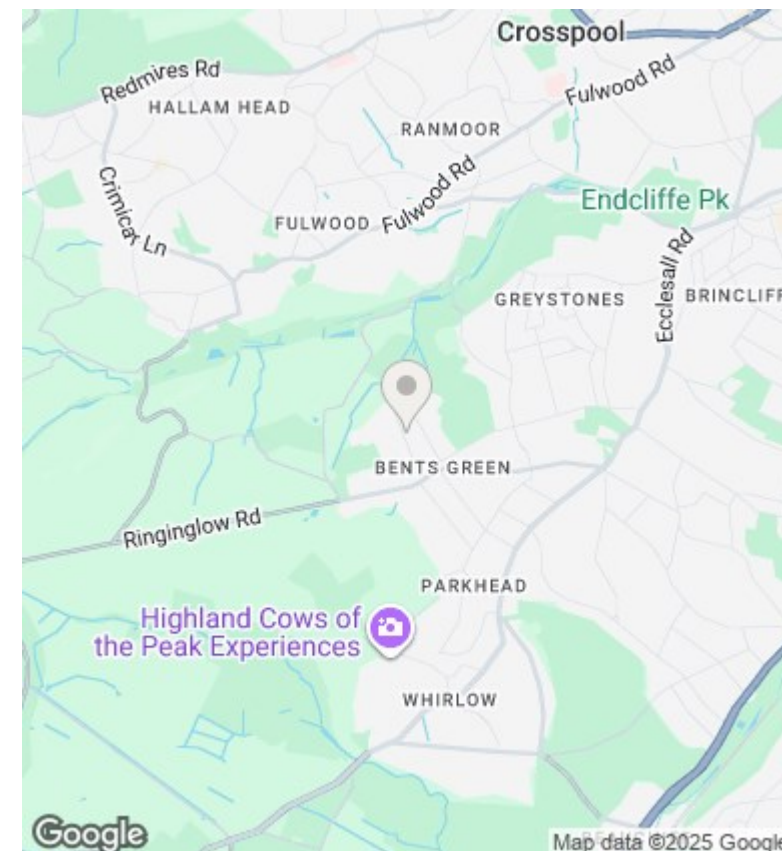 Crosspool
Redmires Rd
Fulwood Rd
HALLAM HEAD
RANMOOR
Crimicar Ln
Fulwood Rd
Endcliffe Pk
FULWOOD
Ecclesall Rd
GREYSTONES
BRINCLIFF
BENTS GREEN
Ringinglow Rd
PARKHEAD
Highland Cows of
the Peak Experiences
WHIRLOW
Google
Map data ©2025 Google